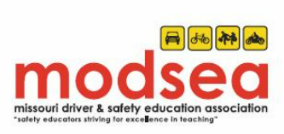 modsea
missouri driver & safety education association
"safety educators striving for excellence in teaching"